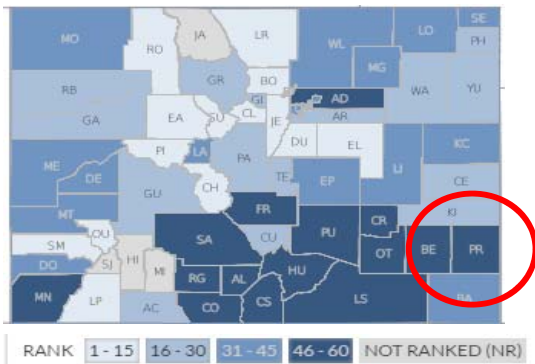 SE
MO RO JA LR WL LO PH
MG
RB GR BO WA YU
GI AD
GA EA SU CL JE AR
DU EL KC
PI LA PA LI
ME DE TE EP CE
CH
GU FR KI
MT CR
OU SA CU PU OT BE PR
SM HI
DO SJ MI RG AL HU
MN LP AC CO CS LS BA
RANK 1 - 15 16 - 30 31 - 45 46 - 60 NOT RANKED (NR)